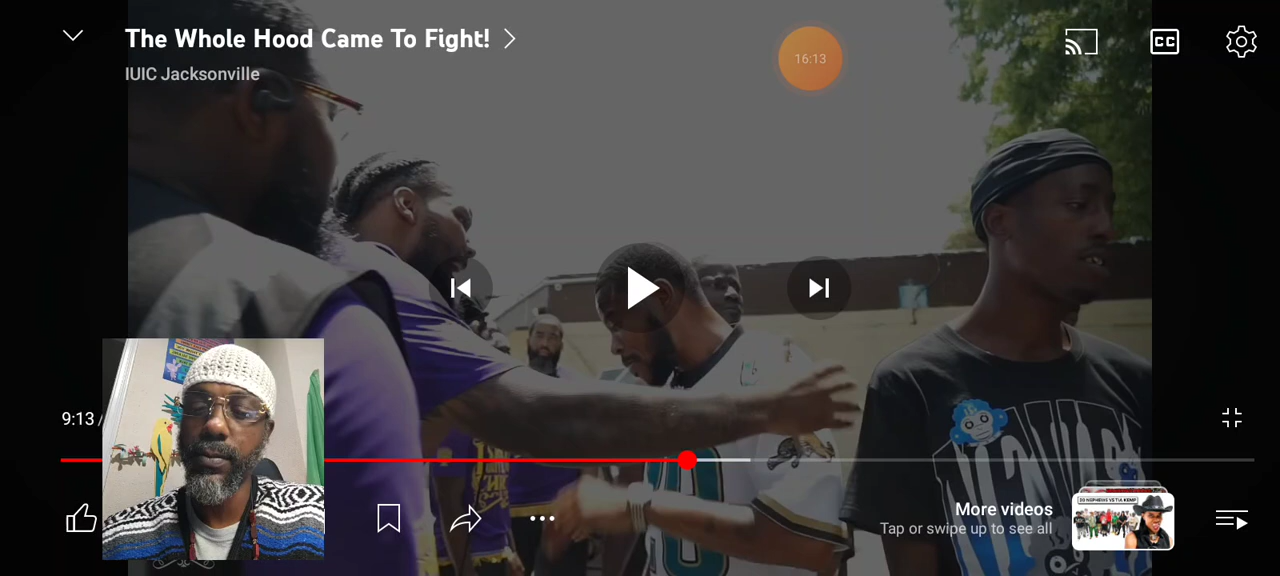 The Whole Hood Came To Fight!
IUIC Jacksonville
16:13
CC
9:13 /
More videos
Tap or swipe up to see all